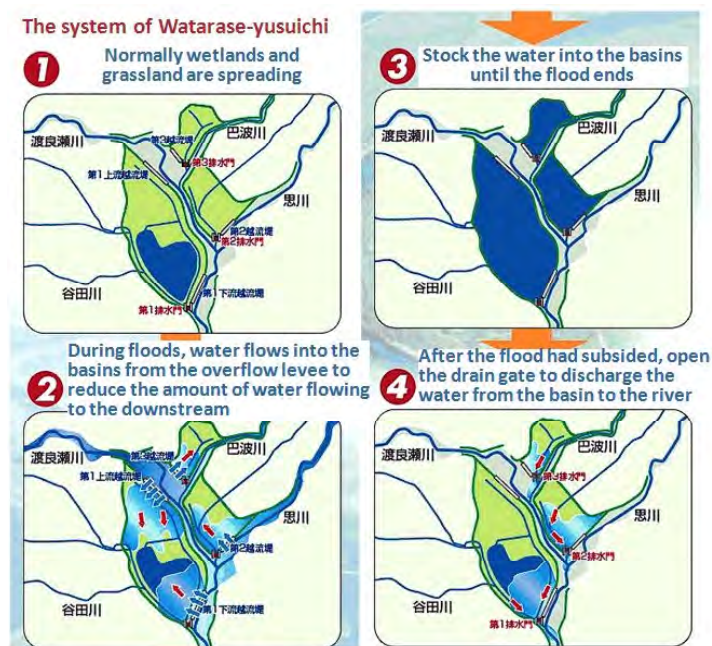 The system of Watarase-yusuichi
1
Normally wetlands and
grassland are spreading
渡良瀬川
第3越流堤
巴波川
第3排水門
第1上流越流堤
思川
第2越流堤
第2排水門
谷田川
第1下流越流堤
第1排水門
2
During floods, water flows into the
basins from the overflow levee to
reduce the amount of water flowing
to the downstream
渡良瀬川
第3越流堤
巴波川
第1上流越流堤
思川
第2越流堤
谷田川
第1下流越流堤
3
Stock the water into the basins
until the flood ends
渡良瀬川
巴波川
思川
谷田川
4
After the flood had subsided, open
the drain gate to discharge the
water from the basin to the river
渡良瀬川
巴波川
第3排水門
思川
第2排水門
谷田川
第1排水門